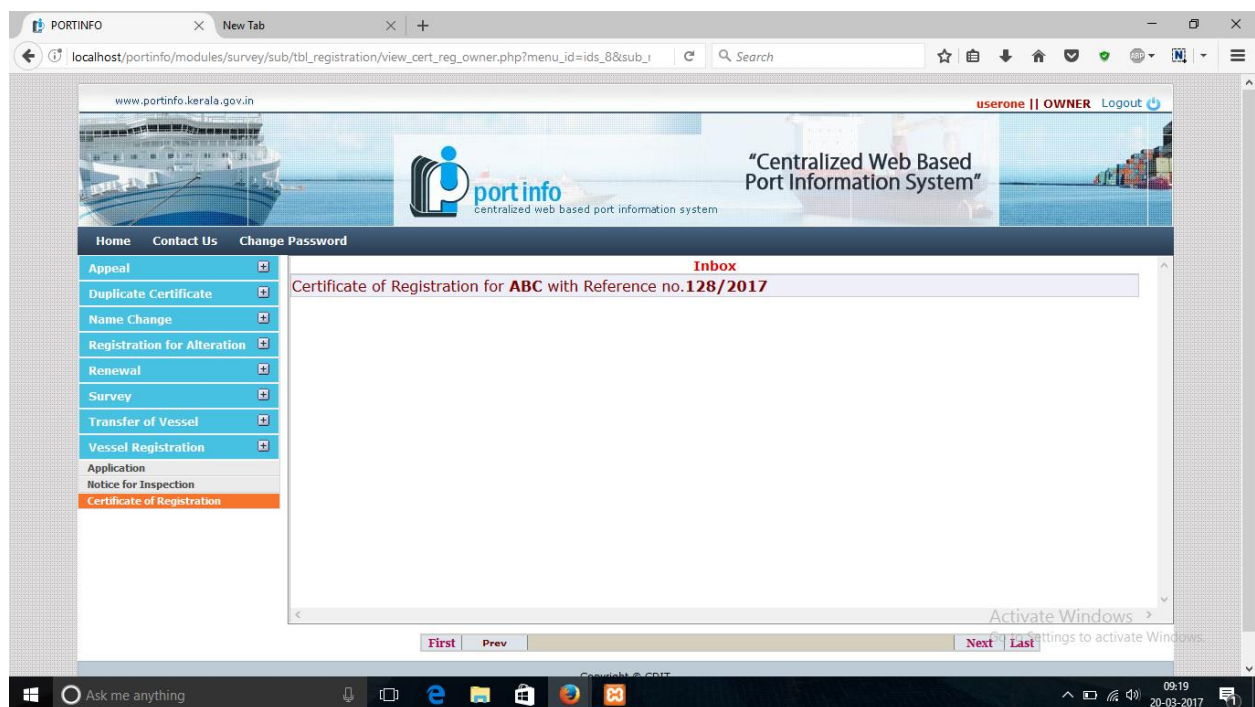 PORTINFO
New Tab
localhost/portinfo/modules/survey/sub/tbl_registration/view_cert_reg_owner.php?menu_id=ids_8&sub_
Search
www.portinfo.kerala.gov.in
userone || OWNER Logout
port info
centralized web based port information system
"Centralized Web Based
Port Information System"
Home Contact Us Change Password
Appeal
Duplicate Certificate
Name Change
Registration for Alteration
Renewal
Survey
Transfer of Vessel
Vessel Registration
Application
Notice for Inspection
Certificate of Registration
Inbox
Certificate of Registration for ABC with Reference no.128/2017
First Prev
Next Last
Activate Windows
Go to Settings to activate Windows.
Copyright © CDIT
Ask me anything
09:19
20-03-2017